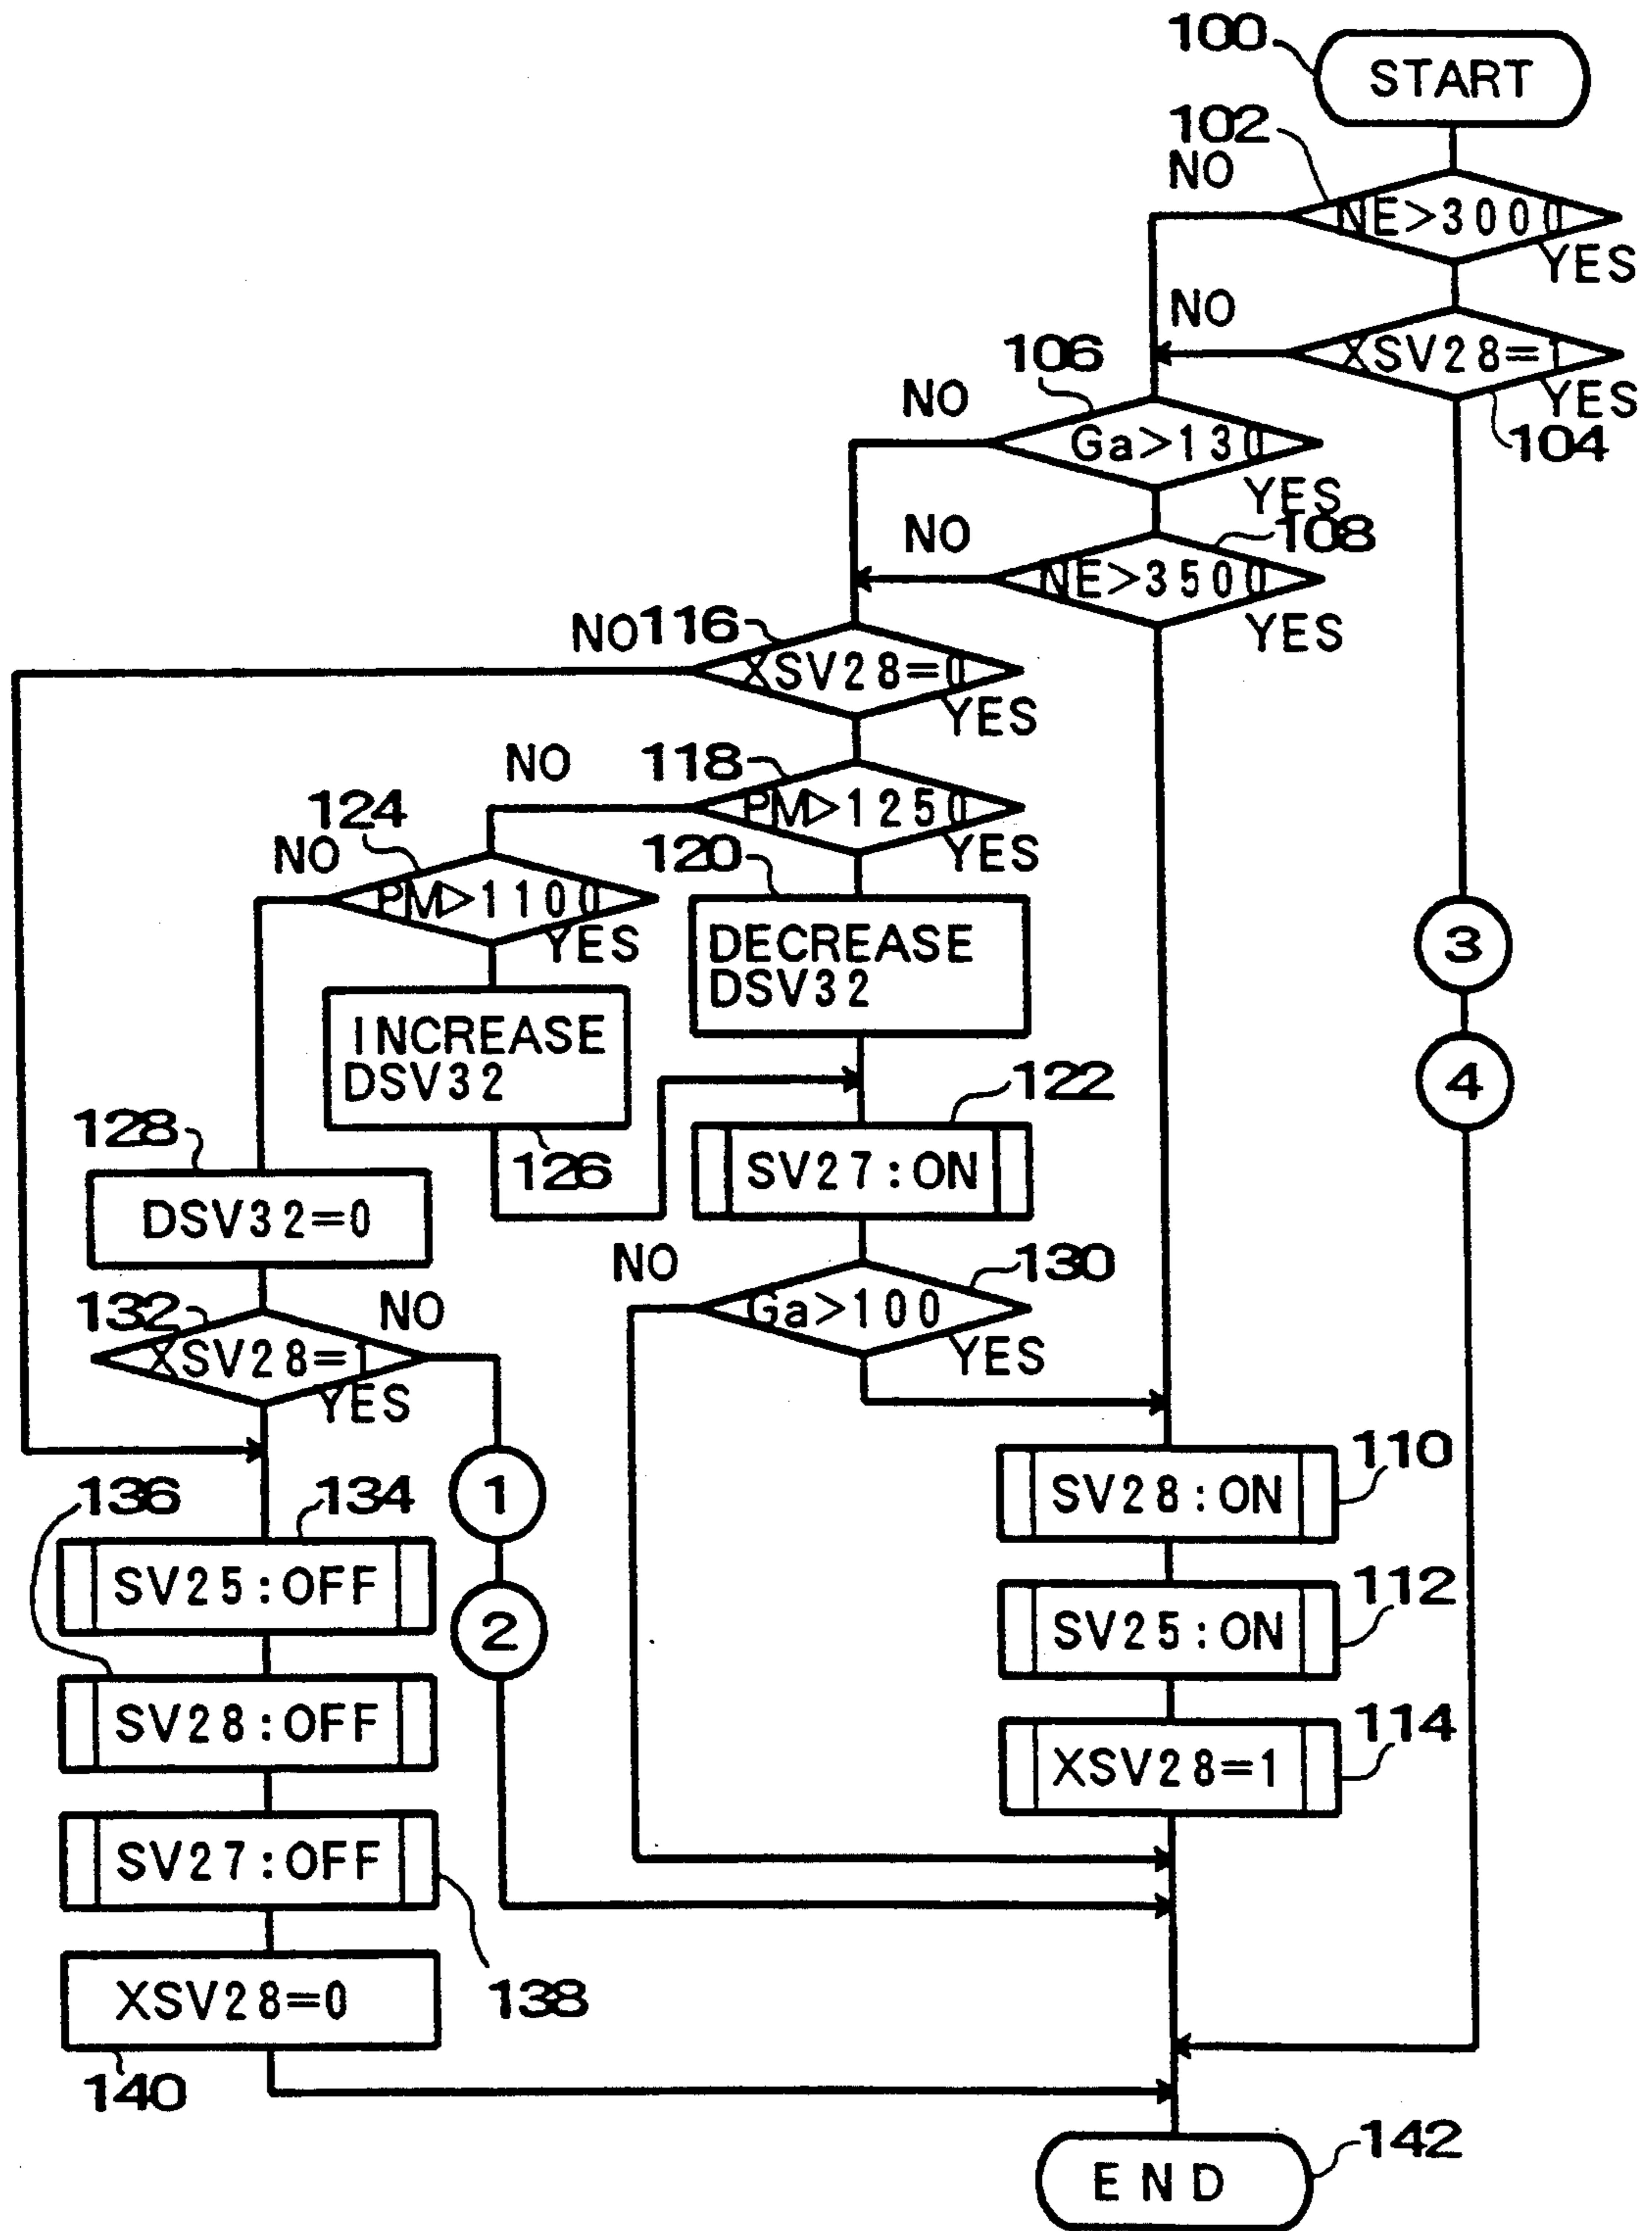 100
START
102
NO
NE>3000
YES
NO
XSV28=1
YES
104
106
NO
Ga>130
YES
108
NO
NE>3500
YES
NO
116
XSV28=0
YES
NO
118
PM>1250
YES
124
NO
PM>1100
YES
120
DECREASE
DSV32
3
INCREASE
DSV32
126
4
122
SV27:ON
128
DSV32=0
NO
130
Ga>100
YES
132
NO
XSV28=1
YES
1
110
SV28:ON
136
134
SV25:OFF
2
112
SV25:ON
SV28:OFF
114
XSV28=1
SV27:OFF
138
XSV28=0
140
142
END